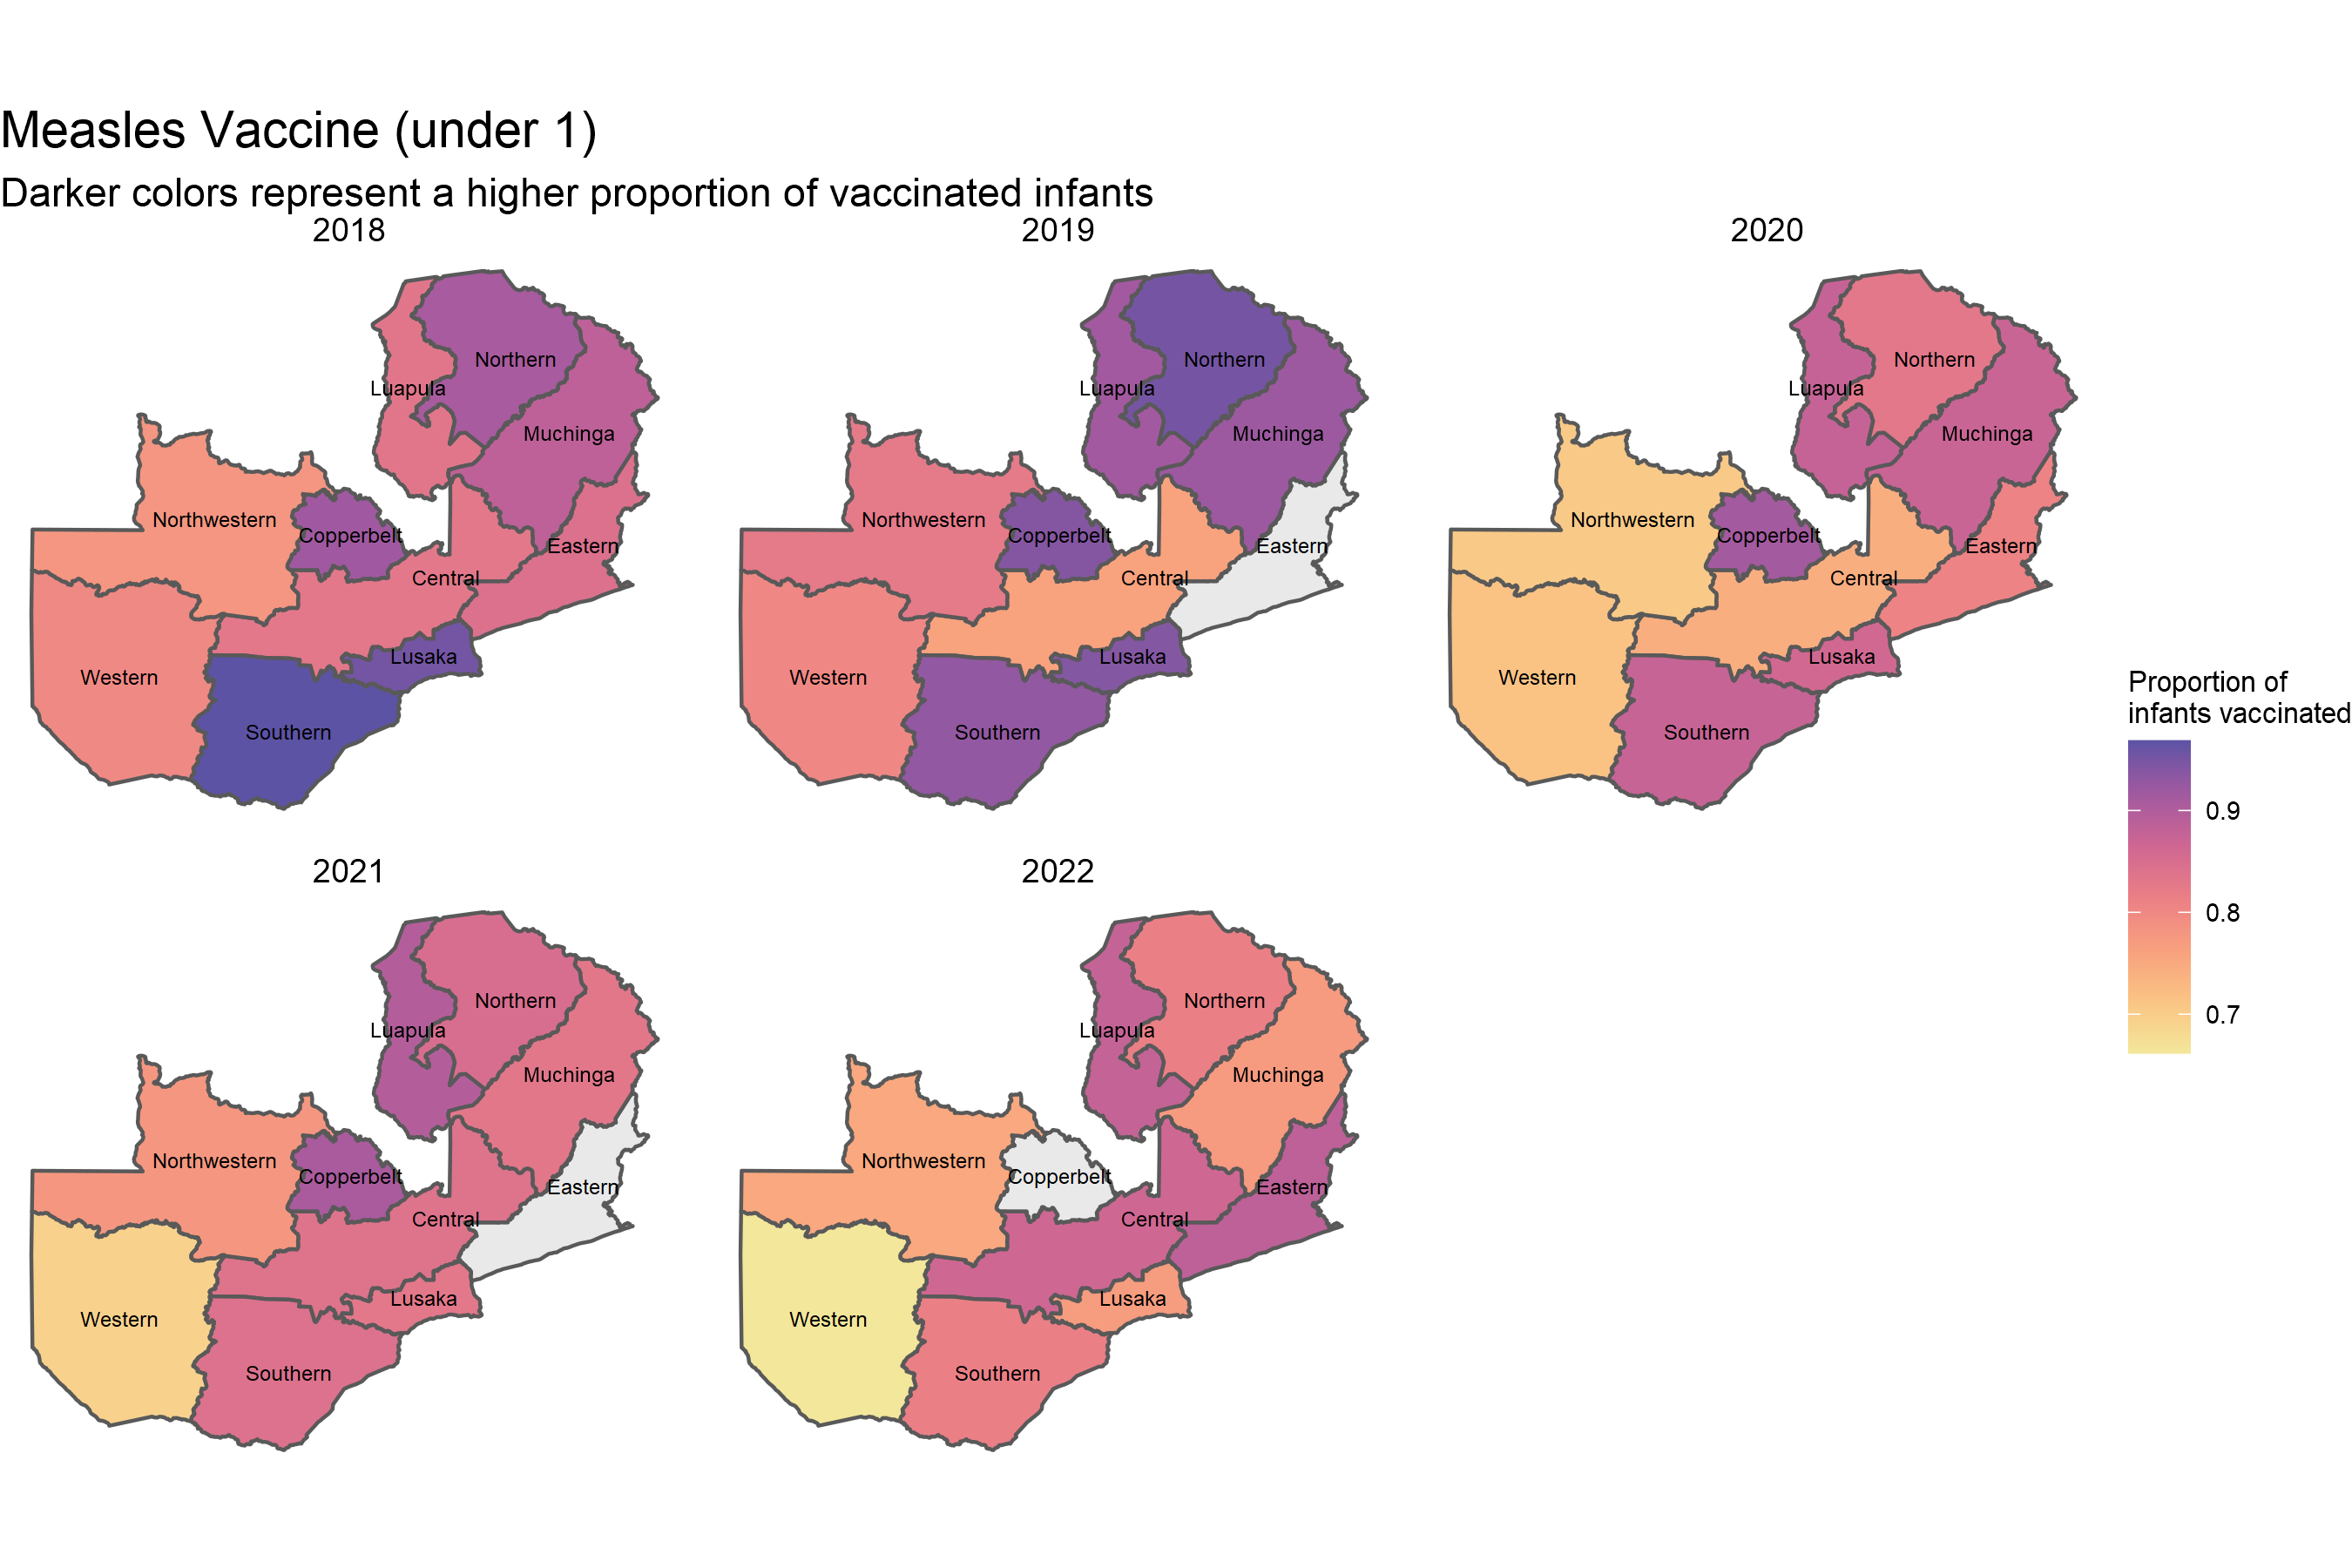 Measles Vaccine (under 1)
Darker colors represent a higher proportion of vaccinated infants
2018
2019
2020
Northern
Luapula
Muchinga
Northwestern
Copperbelt
Eastern
Central
Lusaka
Western
Southern
Northern
Luapula
Muchinga
Northwestern
Copperbelt
Eastern
Central
Lusaka
Western
Southern
Northern
Luapula
Muchinga
Northwestern
Copperbelt
Eastern
Central
Lusaka
Western
Southern
Proportion of
infants vaccinated
0.9
0.8
0.7
2021
2022
Northern
Luapula
Muchinga
Northwestern
Copperbelt
Eastern
Central
Lusaka
Western
Southern
Northern
Luapula
Muchinga
Northwestern
Copperbelt
Eastern
Central
Lusaka
Western
Southern